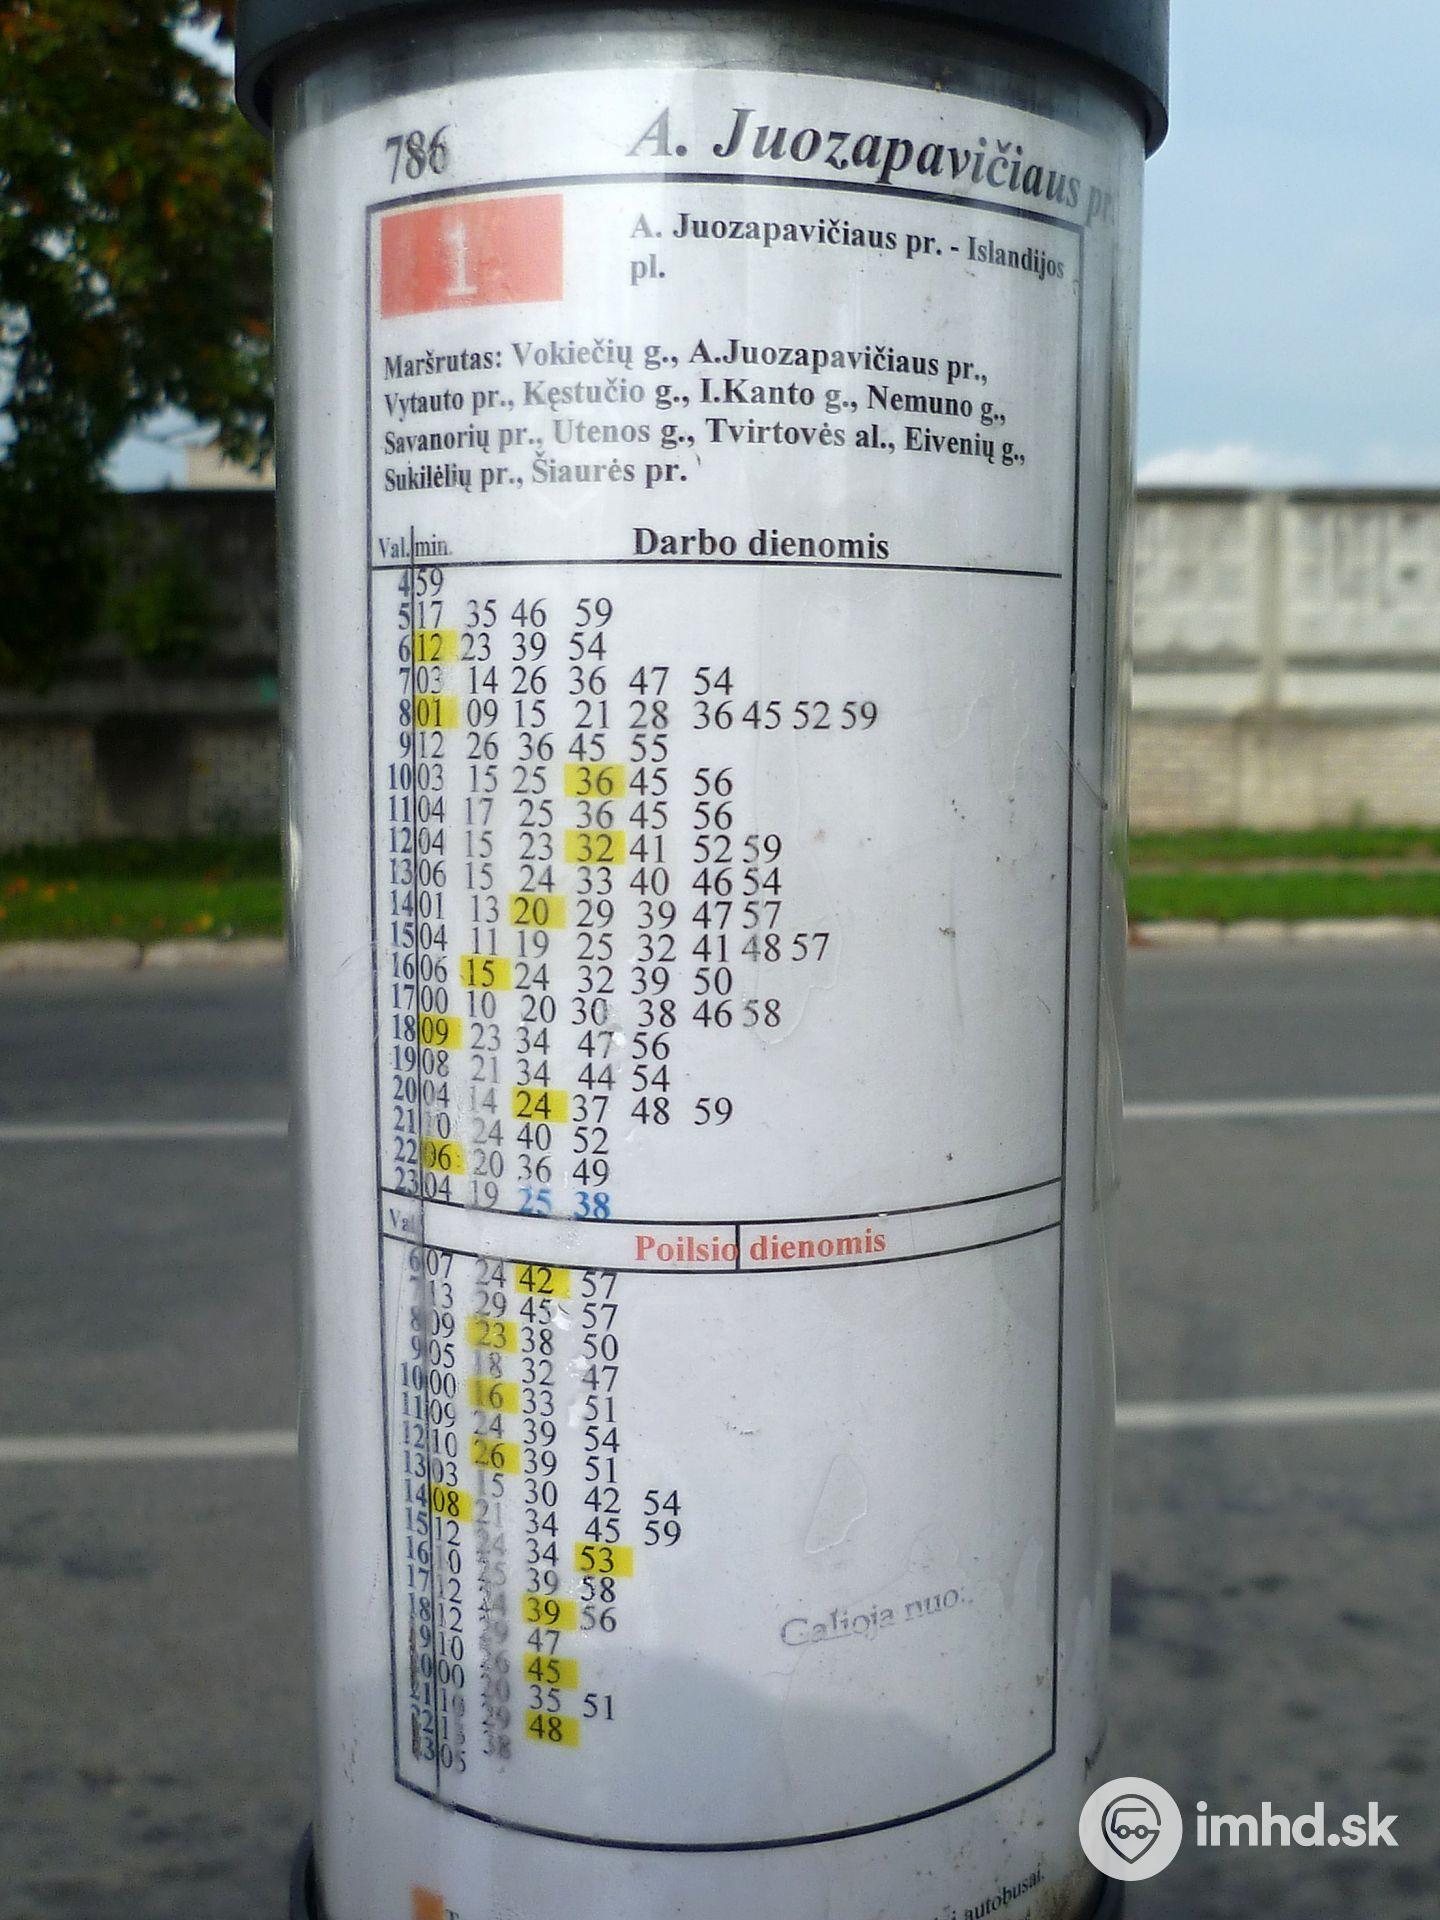 786 A. Juozapavičiaus pr.
1 A. Juozapavičiaus pr. - Islandijos
pl.
Maršrutas: Vokiečių g., A.Juozapavičiaus pr.,
Vytauto pr., Kęstučio g., I.Kanto g., Nemuno g.,
Savanorių pr., Utenos g., Tvirtovės al., Eivenių g.,
Sukilėlių pr., Šiaurės pr.
Val. min. Darbo dienomis
4 59
5 17 35 46 59
6 12 23 39 54
7 03 14 26 36 47 54
8 01 09 15 21 28 36 45 52 59
9 12 26 36 45 55
10 03 15 25 36 45 56
11 04 17 25 36 45 56
12 04 15 23 32 41 52 59
13 06 15 24 33 40 46 54
14 01 13 20 29 39 47 57
15 04 11 19 25 32 41 48 57
16 06 15 24 32 39 50
17 00 10 20 30 38 46 58
18 09 23 34 47 56
19 08 21 34 44 54
20 04 14 24 37 48 59
21 10 24 40 52
22 06 20 36 49
23 04 19 25 38
Val. Poilsio dienomis
6 07 24 42 57
7 13 29 45 57
8 09 23 38 50
9 05 18 32 47
10 00 16 33 51
11 09 24 39 54
12 10 26 39 51
13 03 15 30 42 54
14 08 21 34 45 59
15 12 24 34 53
16 10 39 58
17 12 39 56
18 12 47
10 45
00 35 51
48
05
Galioja nuo:
autobusai.
imhd.sk